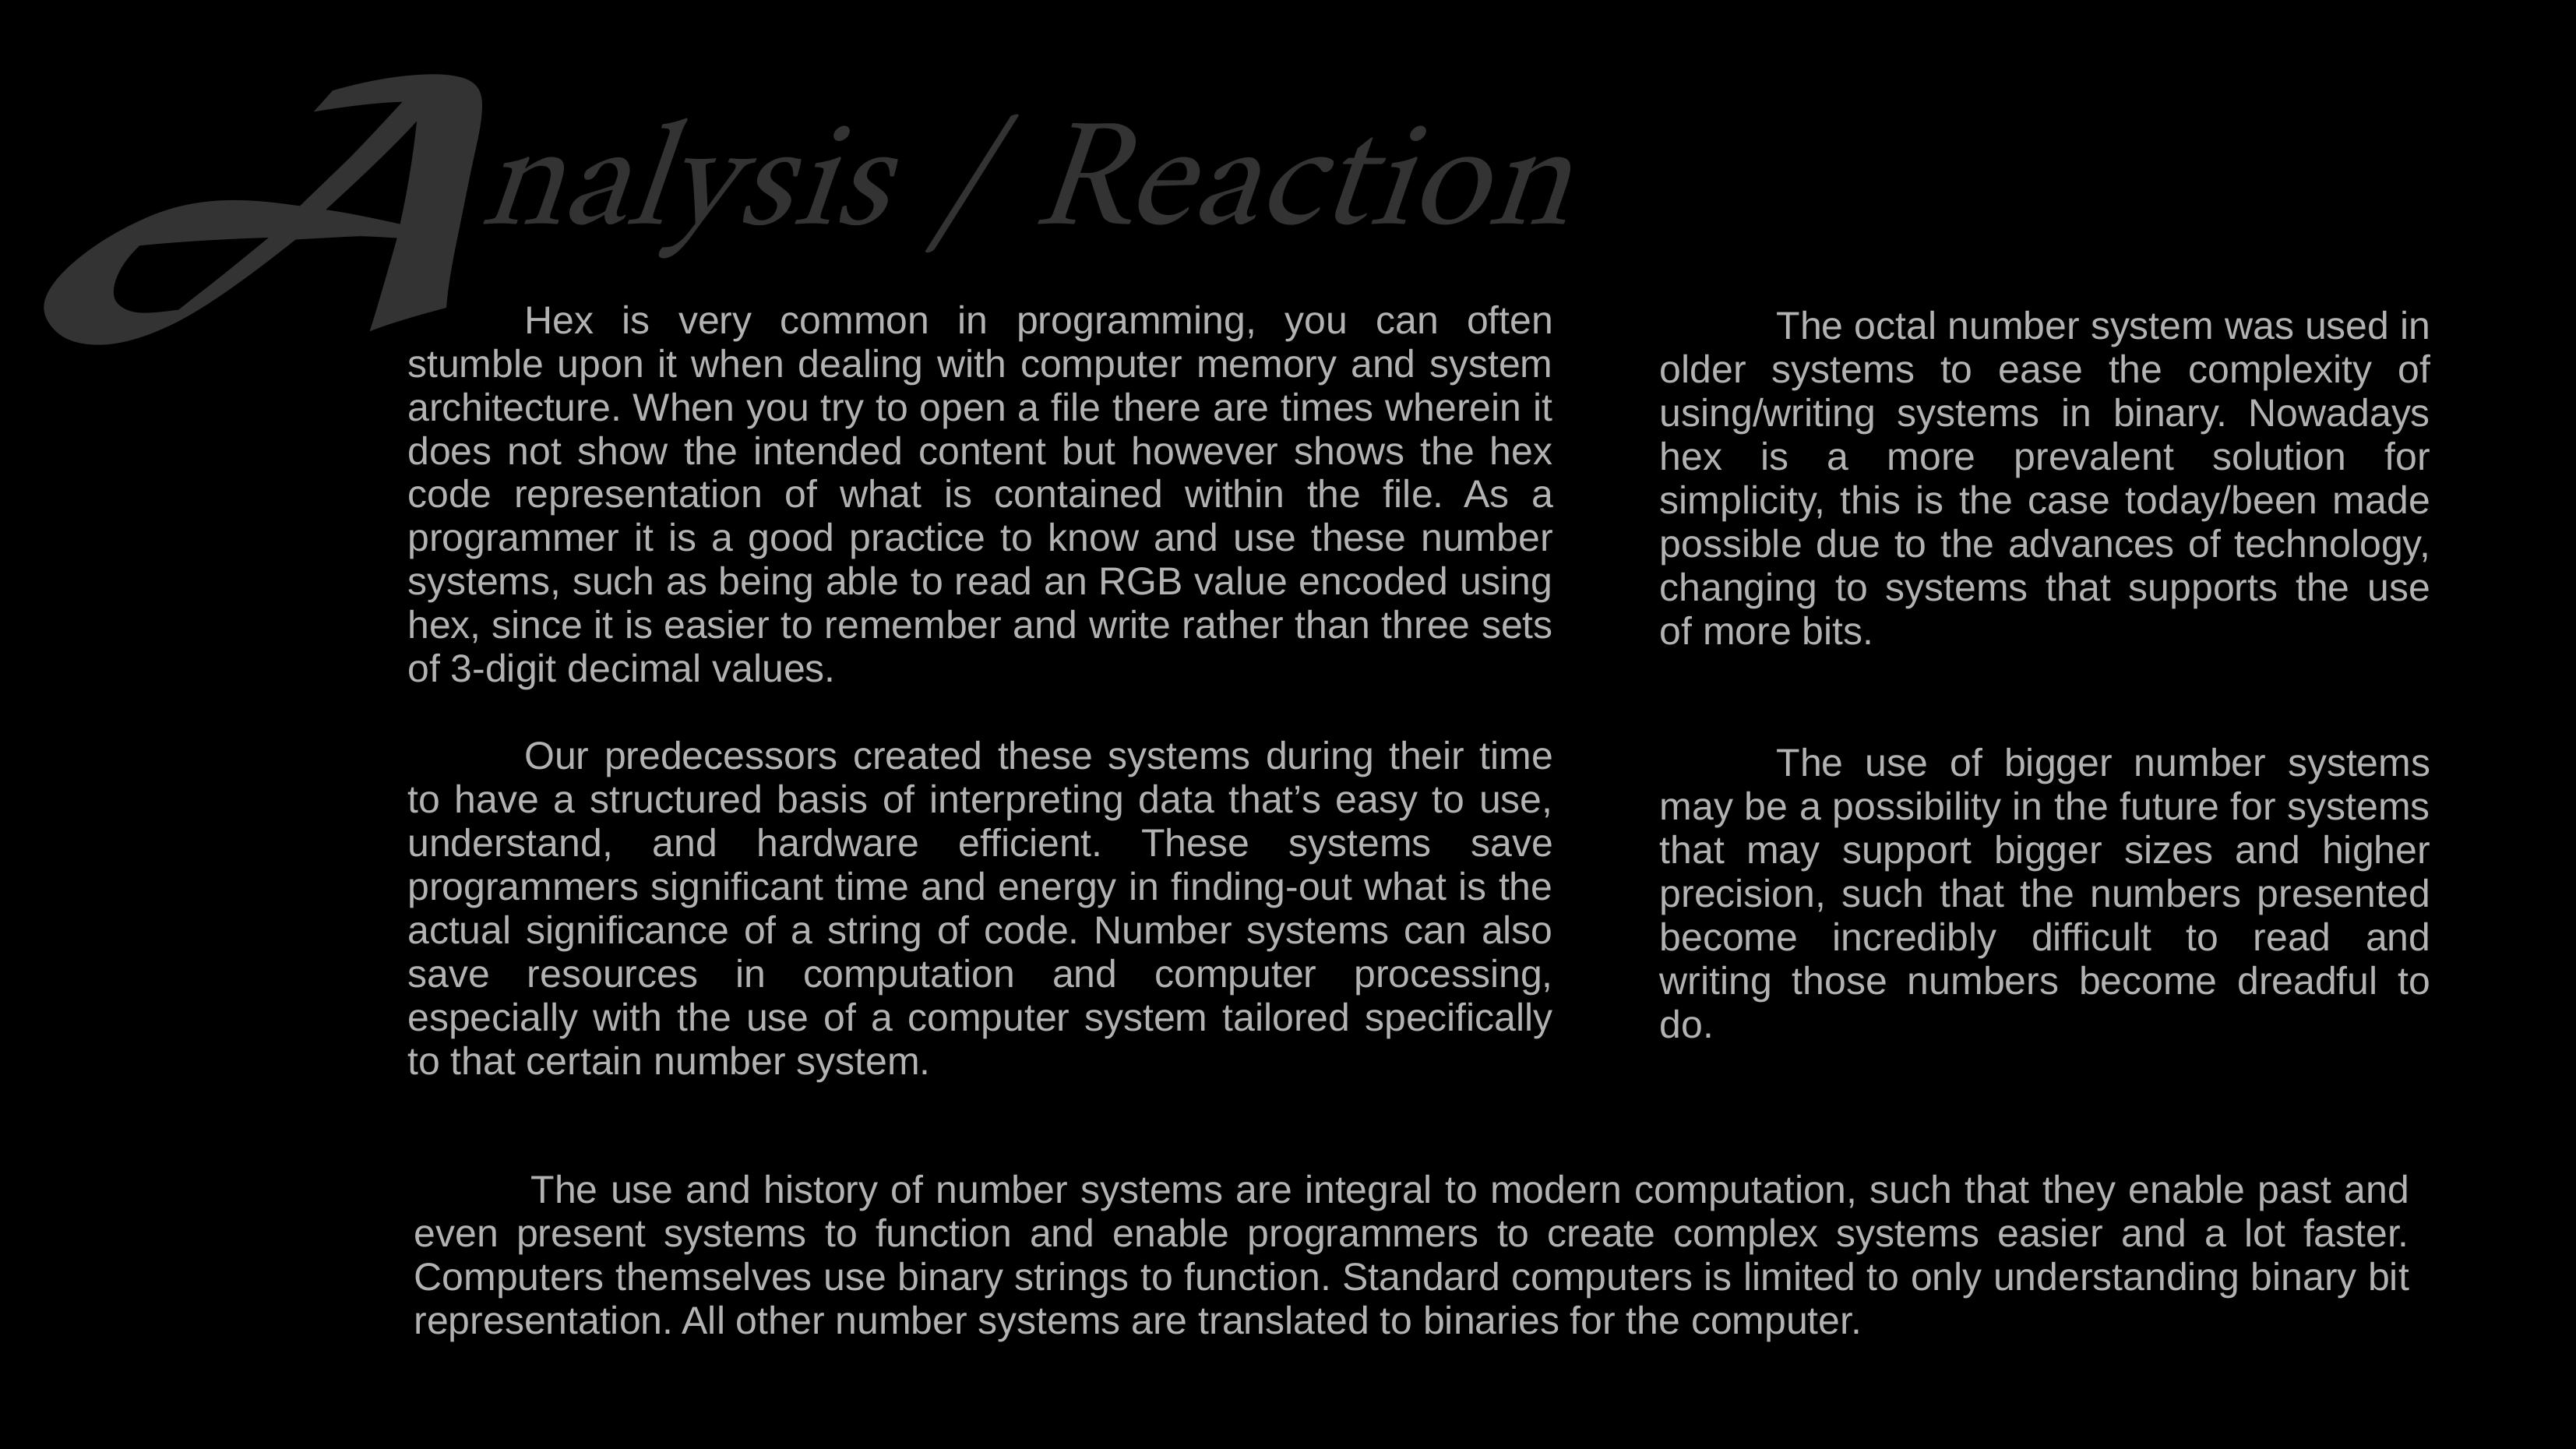 Analysis / Reaction
Hex is very common in programming, you can often
stumble upon it when dealing with computer memory and system
architecture. When you try to open a file there are times wherein it
does not show the intended content but however shows the hex
code representation of what is contained within the file. As a
programmer it is a good practice to know and use these number
systems, such as being able to read an RGB value encoded using
hex, since it is easier to remember and write rather than three sets
of 3-digit decimal values.
Our predecessors created these systems during their time
to have a structured basis of interpreting data that’s easy to use,
understand, and hardware efficient. These systems save
programmers significant time and energy in finding-out what is the
actual significance of a string of code. Number systems can also
save resources in computation and computer processing,
especially with the use of a computer system tailored specifically
to that certain number system.
The octal number system was used in
older systems to ease the complexity of
using/writing systems in binary. Nowadays
hex is a more prevalent solution for
simplicity, this is the case today/been made
possible due to the advances of technology,
changing to systems that supports the use
of more bits.
The use of bigger number systems
may be a possibility in the future for systems
that may support bigger sizes and higher
precision, such that the numbers presented
become incredibly difficult to read and
writing those numbers become dreadful to
do.
The use and history of number systems are integral to modern computation, such that they enable past and
even present systems to function and enable programmers to create complex systems easier and a lot faster.
Computers themselves use binary strings to function. Standard computers is limited to only understanding binary bit
representation. All other number systems are translated to binaries for the computer.